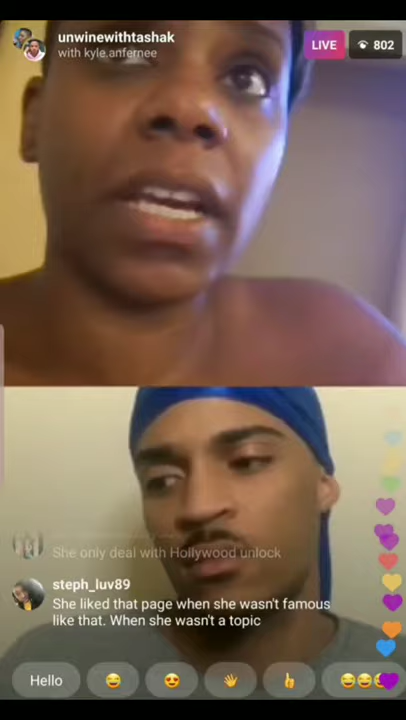 unwinewithtashak
with kyle.anfernee
LIVE
802
She only deal with Hollywood unlock
steph_luv89
She liked that page when she wasn't famous
like that. When she wasn't a topic
Hello